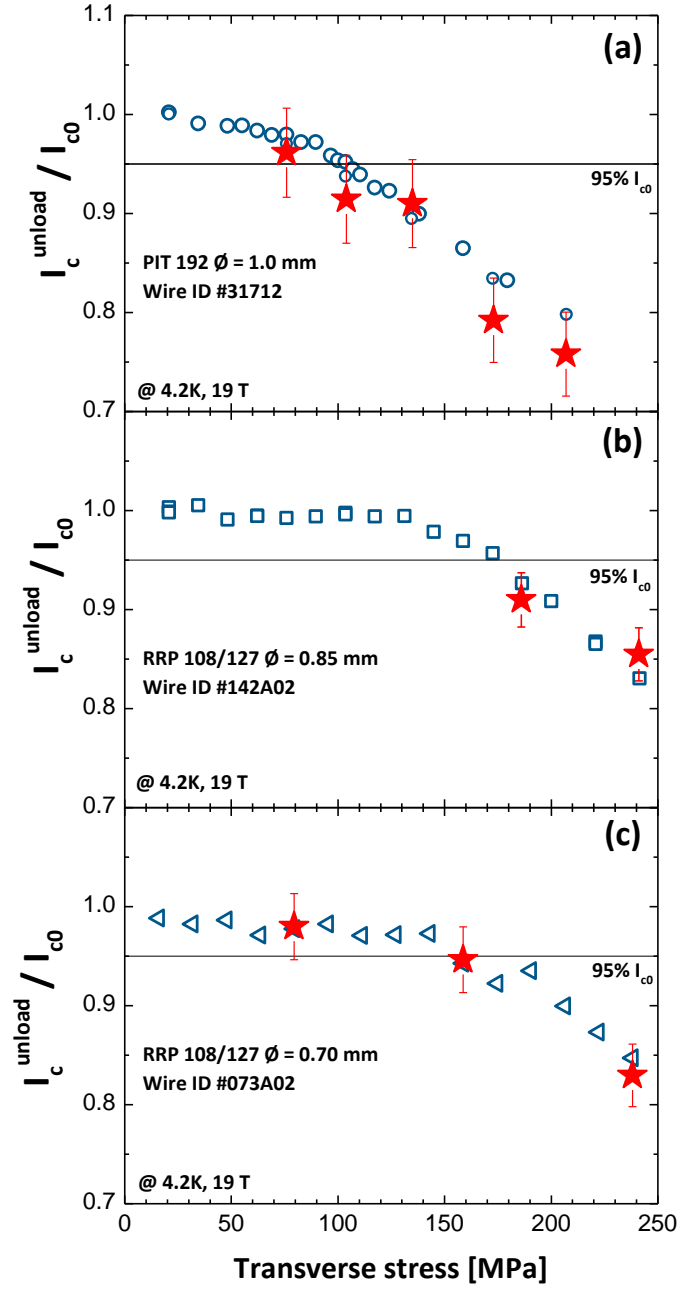 1.1
(a)
1.0
95% I_c0
0.9
I_c^unload / I_c0
PIT 192 Ø = 1.0 mm
Wire ID #31712
0.8
@ 4.2K, 19 T
0.7
(b)
1.0
95% I_c0
0.9
I_c^unload / I_c0
RRP 108/127 Ø = 0.85 mm
Wire ID #142A02
0.8
@ 4.2K, 19 T
0.7
(c)
1.0
95% I_c0
0.9
I_c^unload / I_c0
RRP 108/127 Ø = 0.70 mm
Wire ID #073A02
0.8
@ 4.2K, 19 T
0.7
0 50 100 150 200 250
Transverse stress [MPa]